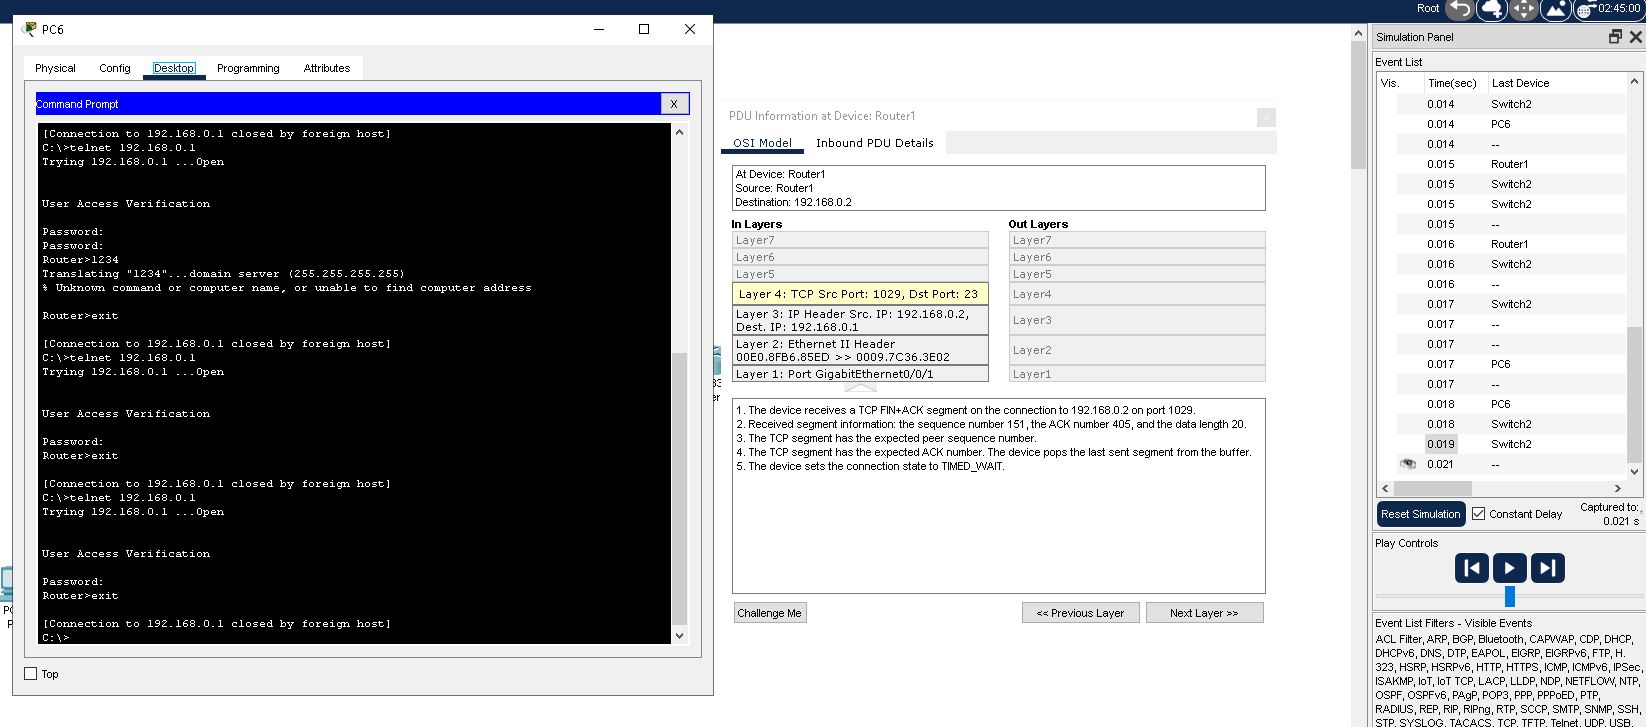 Root
02:45:00
PC6
Physical Config Desktop Programming Attributes
Command Prompt
X
[Connection to 192.168.0.1 closed by foreign host]
C:\>telnet 192.168.0.1
Trying 192.168.0.1 ...Open
User Access Verification
Password:
Password:
Router>1234
Translating "1234"...domain server (255.255.255.255)
% Unknown command or computer name, or unable to find computer address
Router>exit
[Connection to 192.168.0.1 closed by foreign host]
C:\>telnet 192.168.0.1
Trying 192.168.0.1 ...Open
User Access Verification
Password:
Router>exit
[Connection to 192.168.0.1 closed by foreign host]
C:\>telnet 192.168.0.1
Trying 192.168.0.1 ...Open
User Access Verification
Password:
Router>exit
[Connection to 192.168.0.1 closed by foreign host]
C:\>
Top
PDU Information at Device: Router1
x
OSI Model Inbound PDU Details
At Device: Router1
Source: Router1
Destination: 192.168.0.2
In Layers
Layer7
Layer6
Layer5
Layer 4: TCP Src Port: 1029, Dst Port: 23
Layer 3: IP Header Src. IP: 192.168.0.2,
Dest. IP: 192.168.0.1
Layer 2: Ethernet II Header
00E0.8FB6.85ED >> 0009.7C36.3E02
Layer 1: Port GigabitEthernet0/0/1
Out Layers
Layer7
Layer6
Layer5
Layer4
Layer3
Layer2
Layer1
1. The device receives a TCP FIN+ACK segment on the connection to 192.168.0.2 on port 1029.
2. Received segment information: the sequence number 151, the ACK number 405, and the data length 20.
3. The TCP segment has the expected peer sequence number.
4. The TCP segment has the expected ACK number. The device pops the last sent segment from the buffer.
5. The device sets the connection state to TIMED_WAIT.
Challenge Me
<< Previous Layer
Next Layer >>
Simulation Panel
Event List
Vis. Time(sec) Last Device
0.014 Switch2
0.014 PC6
0.014 --
0.015 Router1
0.015 Switch2
0.015 Switch2
0.015 --
0.016 Router1
0.016 Switch2
0.016 --
0.017 Switch2
0.017 --
0.017 --
0.017 PC6
0.017 --
0.018 PC6
0.018 Switch2
0.019 Switch2
0.021 --
Reset Simulation
Constant Delay
Captured to:
0.021 s
Play Controls
Event List Filters - Visible Events
ACL Filter, ARP, BGP, Bluetooth, CAPWAP, CDP, DHCP,
DHCPv6, DNS, DTP, EAPOL, EIGRP, EIGRPv6, FTP, H.
323, HSRP, HSRPv6, HTTP, HTTPS, ICMP, ICMPv6, IPSec,
ISAKMP, IoT, IoT TCP, LACP, LLDP, NDP, NETFLOW, NTP,
OSPF, OSPFv6, PAgP, POP3, PPP, PPPoED, PTP,
RADIUS, REP, RIP, RIPng, RTP, SCCP, SMTP, SNMP, SSH,
STP, SYSLOG, TACACS, TCP, TFTP, Telnet, UDP, USB,